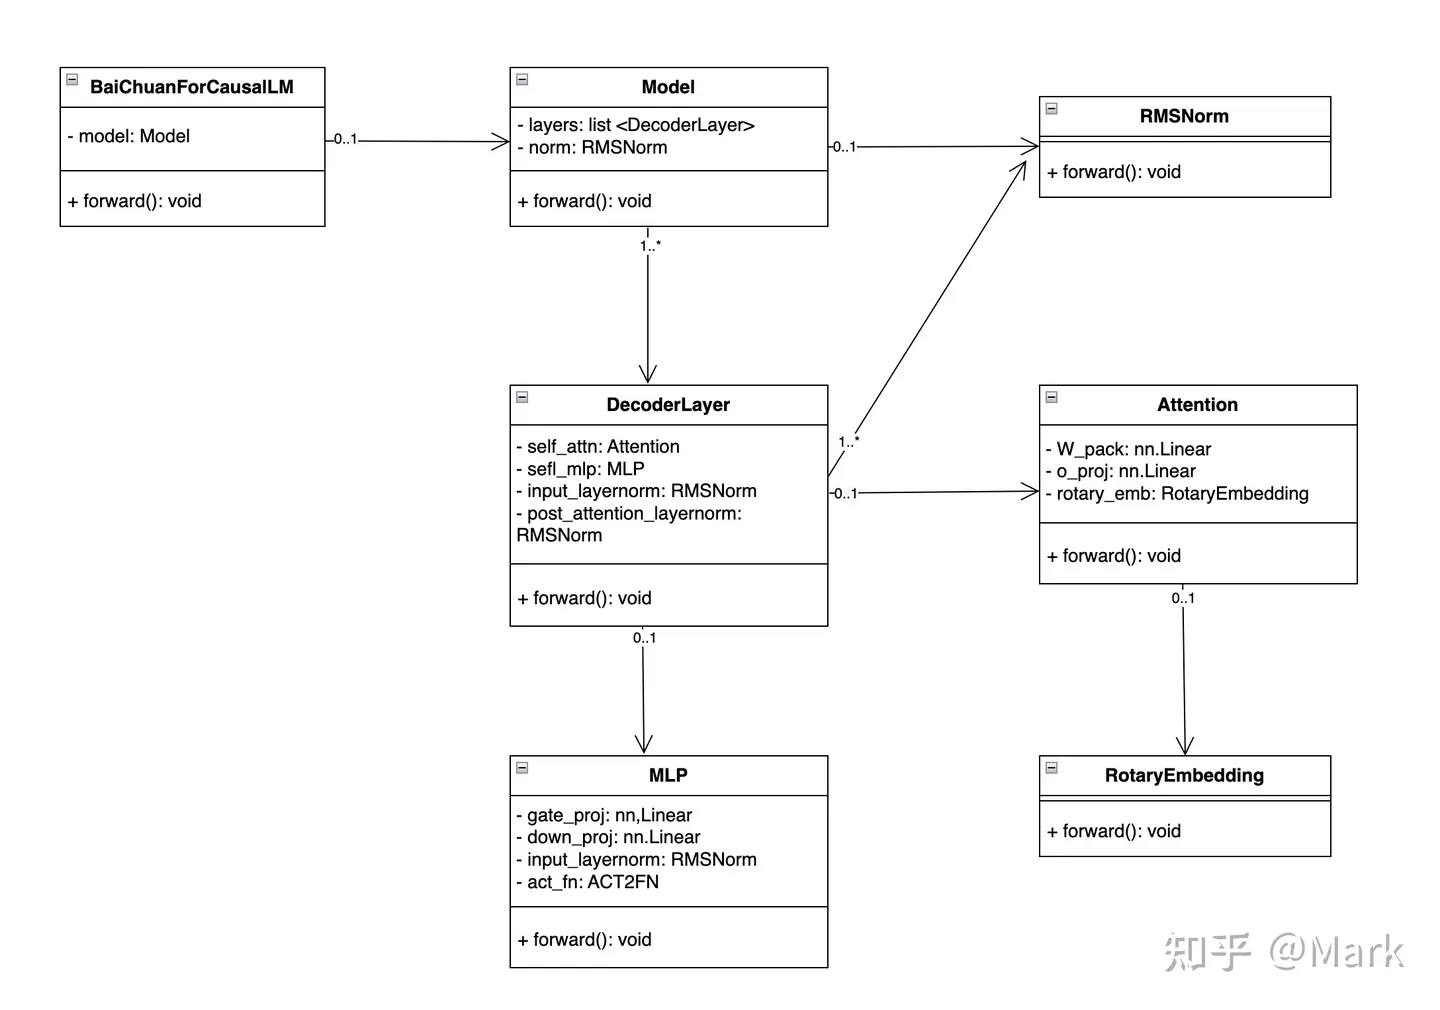 BaiChuanForCausalLM
- model: Model
+ forward(): void
0..1
Model
- layers: list <DecoderLayer>
- norm: RMSNorm
+ forward(): void
0..1
RMSNorm
+ forward(): void
1..*
DecoderLayer
- self_attn: Attention
- sefl_mlp: MLP
- input_layernorm: RMSNorm
- post_attention_layernorm:
RMSNorm
+ forward(): void
1..*
0..1
Attention
- W_pack: nn.Linear
- o_proj: nn.Linear
- rotary_emb: RotaryEmbedding
+ forward(): void
0..1
0..1
MLP
- gate_proj: nn,Linear
- down_proj: nn.Linear
- input_layernorm: RMSNorm
- act_fn: ACT2FN
+ forward(): void
RotaryEmbedding
+ forward(): void
知乎 @Mark